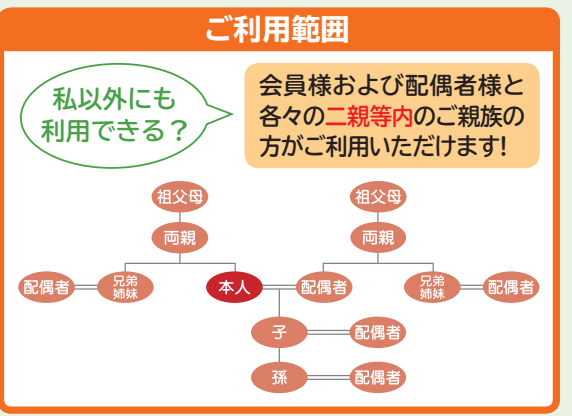 ご利用範囲
私以外にも
利用できる？
会員様および配偶者様と
各々の二親等内のご親族の
方がご利用いただけます!
祖父母
祖父母
両親
両親
配偶者
兄弟
姉妹
本人
配偶者
兄弟
姉妹
配偶者
子
配偶者
孫
配偶者